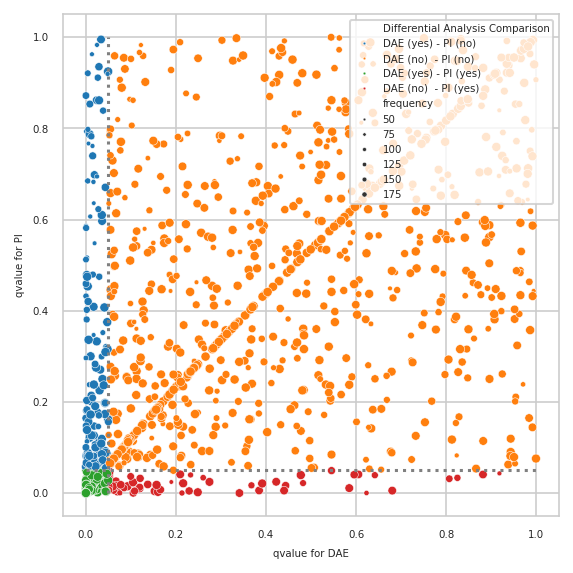 Differential Analysis Comparison
DAE (yes) - PI (no)
DAE (no)  - PI (no)
DAE (yes) - PI (yes)
DAE (no)  - PI (yes)
frequency
50
75
100
125
150
175
1.0
0.8
0.6
0.4
0.2
0.0
qvalue for PI
0.0 0.2 0.4 0.6 0.8 1.0
qvalue for DAE